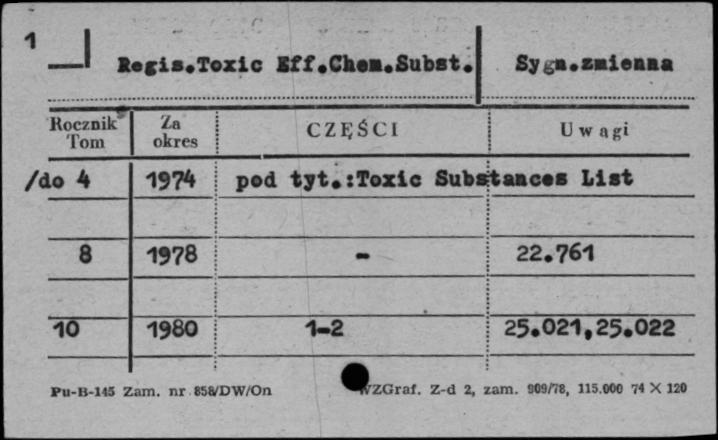 1
Regis.Toxic Eff.Chem.Subst. Sygn.zmienna
Rocznik Tom Za okres CZĘŚCI Uwagi
/do 4 1974 pod tyt.:Toxic Substances List
8 1978 - 22.761
10 1980 1-2 25.021,25.022
Pu-B-145 Zam. nr 858/DW/On WZGraf. Z-d 2, zam. 909/78, 115.000 74 X 120